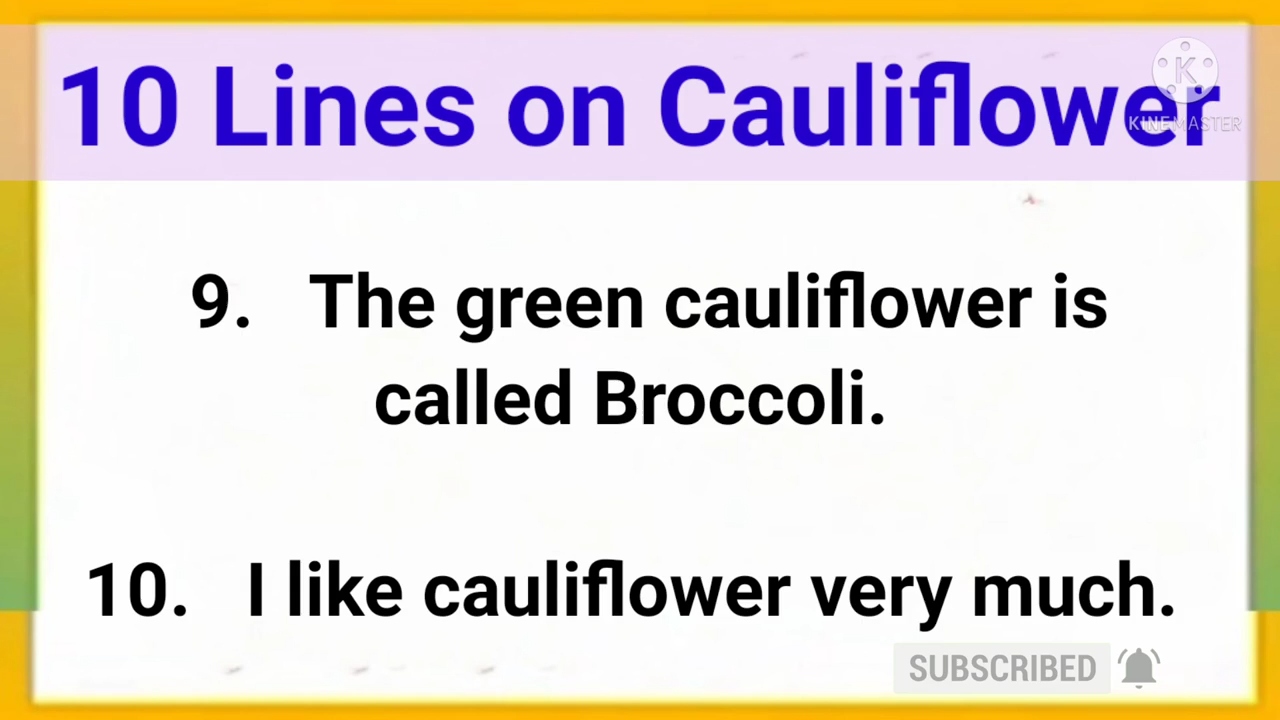 10 Lines on Cauliflower
KINEMASTER
9. The green cauliflower is
called Broccoli.
10. I like cauliflower very much.
SUBSCRIBED